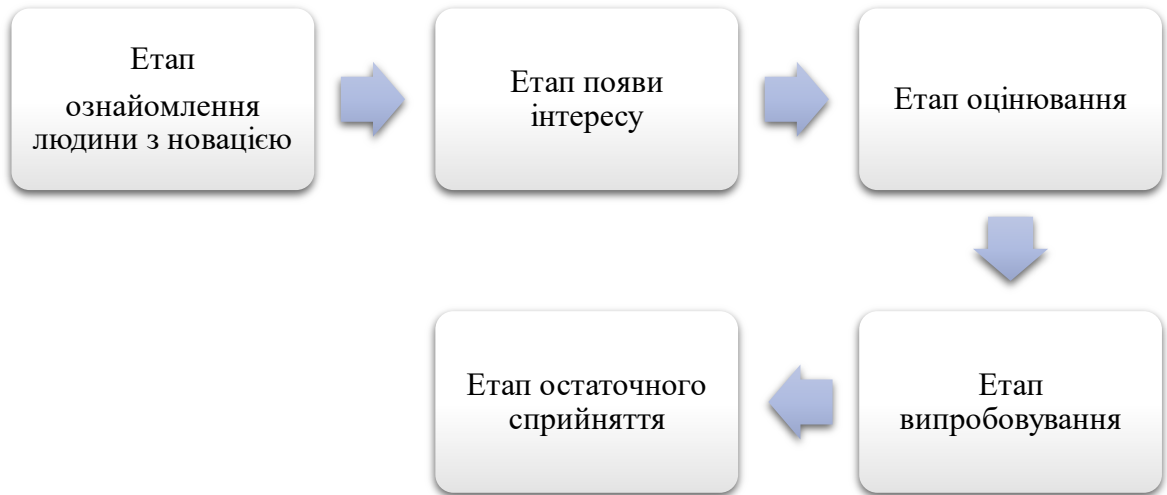 Етап
ознайомлення
людини з новацією
Етап появи
інтересу
Етап оцінювання
Етап
випробовування
Етап остаточного
сприйняття